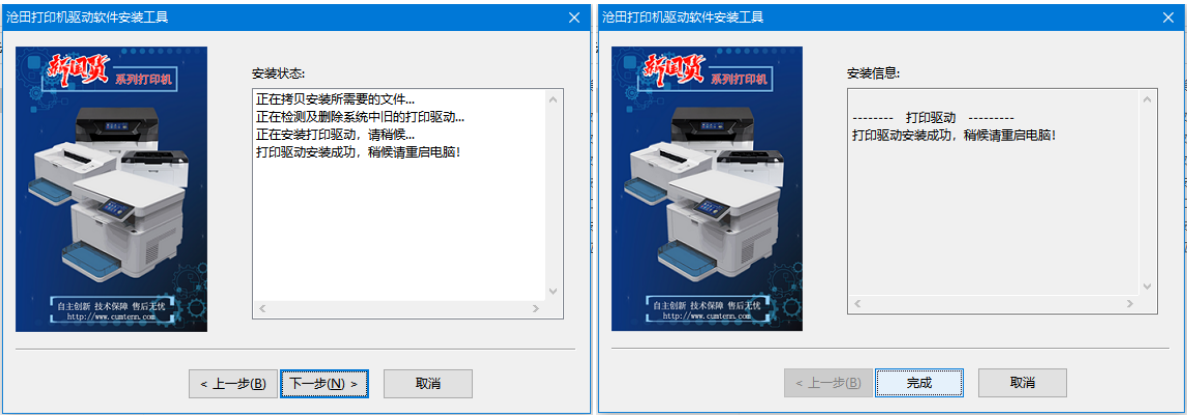 沧田打印机驱动软件安装工具
新国货
系列打印机
安装状态:
正在拷贝安装所需要的文件...
正在检测及删除系统中旧的打印驱动...
正在安装打印驱动，请稍候...
打印驱动安装成功，稍候请重启电脑!
自主创新 技术保障 售后无忧
http://www.cumtenn.com
< 上一步(B)
下一步(N) >
取消
沧田打印机驱动软件安装工具
新国货
系列打印机
安装信息:
-------- 打印驱动 ---------
打印驱动安装成功，稍候请重启电脑!
自主创新 技术保障 售后无忧
http://www.cumtenn.com
< 上一步(B)
完成
取消